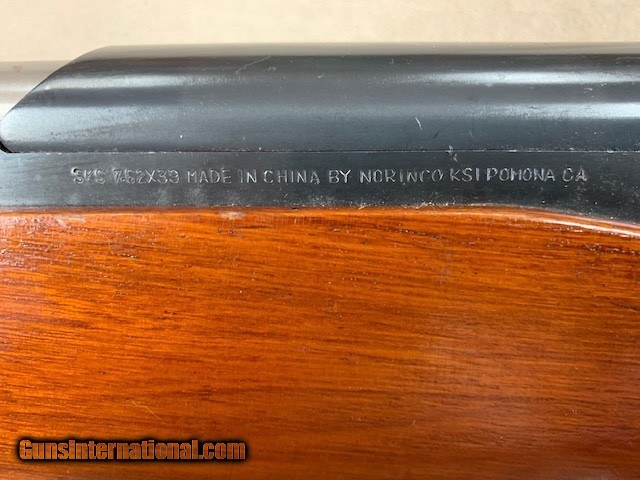 SKS 7.62X39 MADE IN CHINA BY NORINCO KSI POMONA CA
GunsInternational.com